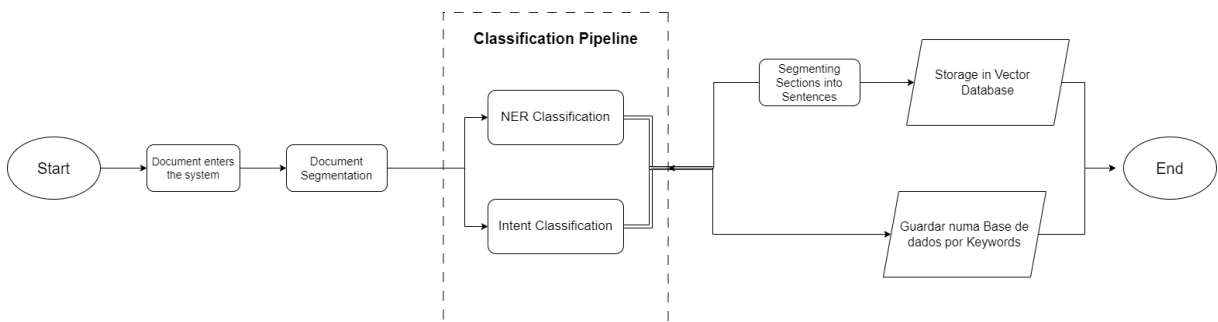 Classification Pipeline
Start
Document enters
the system
Document
Segmentation
NER Classification
Intent Classification
Segmenting
Sections into
Sentences
Storage in Vector
Database
Guardar numa Base de
dados por Keywords
End